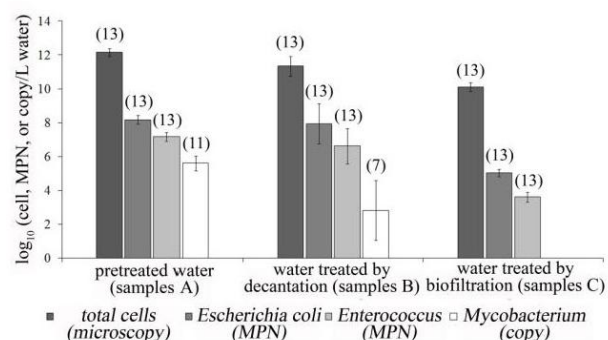 log₁₀ (cell, MPN, or copy/L water)
14
12
10
8
6
4
2
0
(13)
(13)
(13)
(11)
(13)
(13)
(13)
(7)
(13)
(13)
(13)
pretreated water
(samples A)
water treated by
decantation (samples B)
water treated by
biofiltration (samples C)
total cells
(microscopy)
Escherichia coli
(MPN)
Enterococcus
(MPN)
Mycobacterium
(copy)